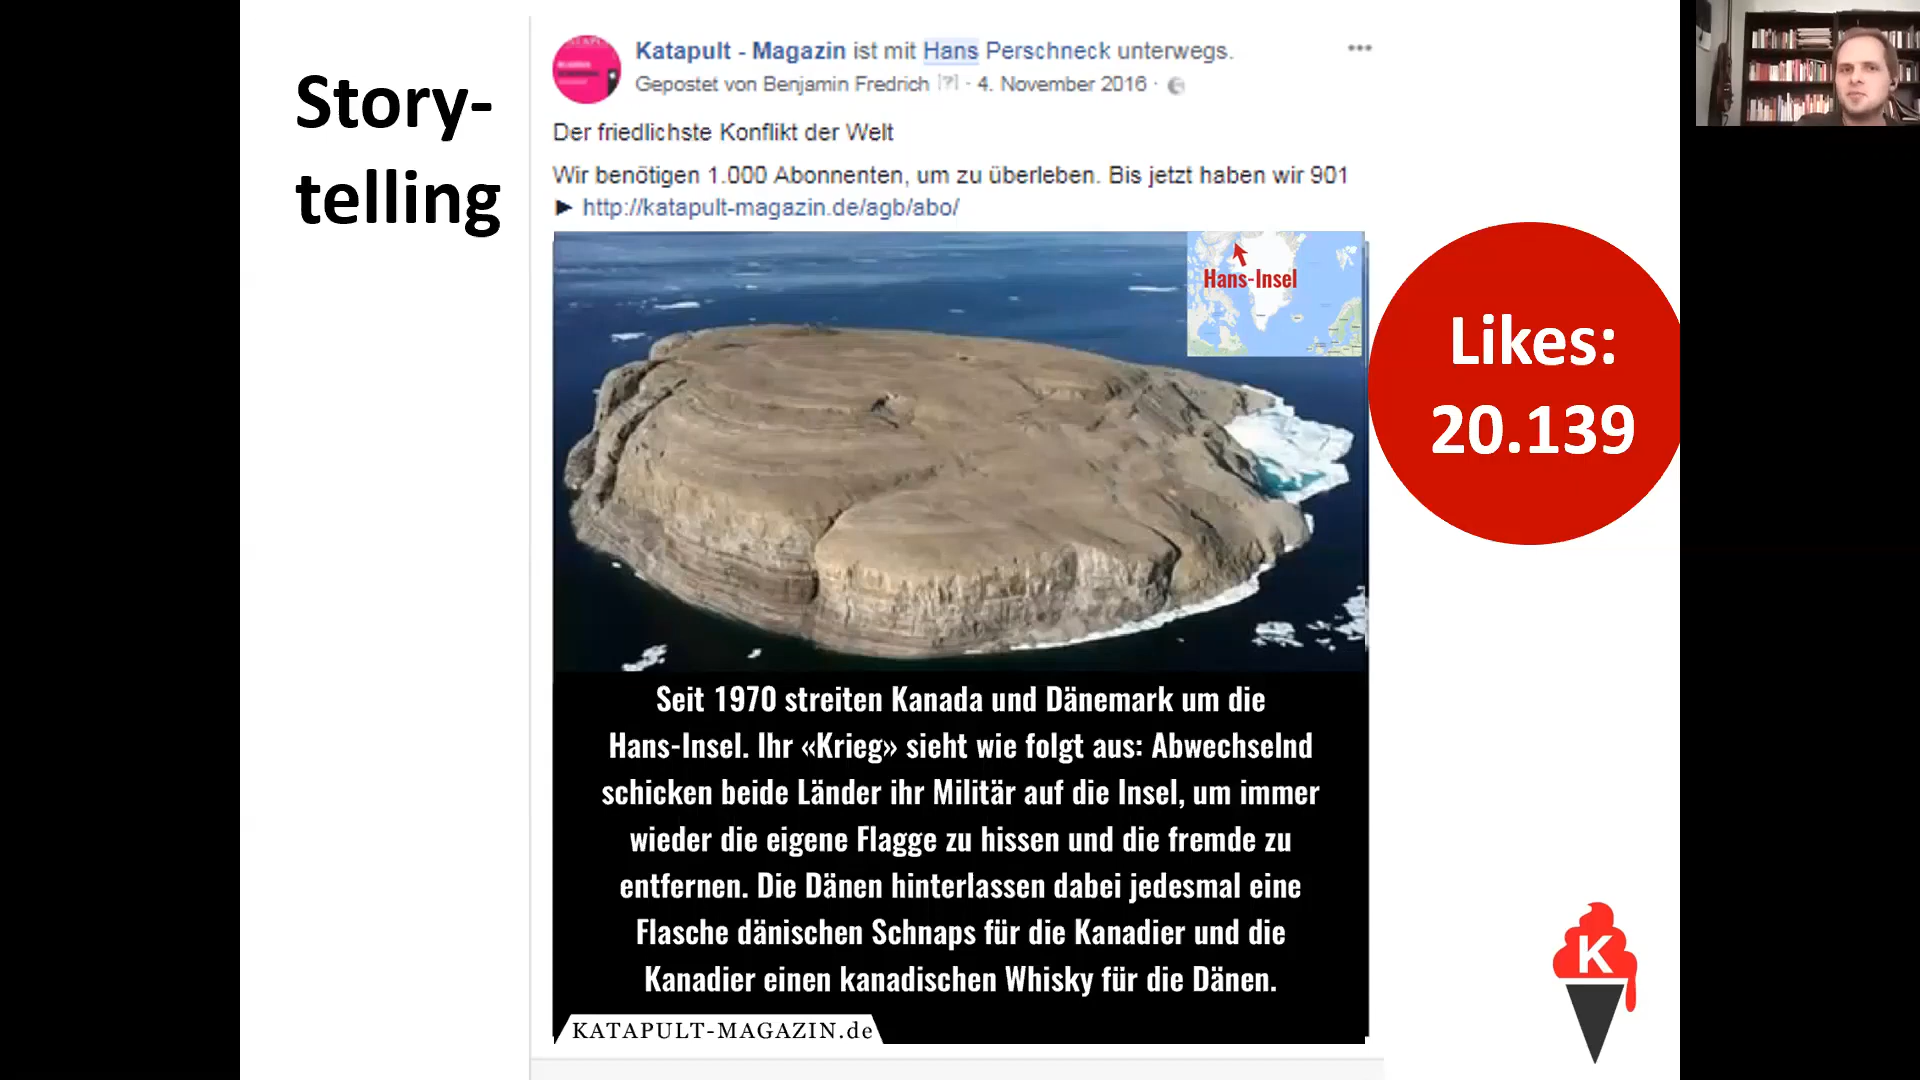 Story-
telling
Katapult - Magazin ist mit Hans Perschneck unterwegs.
Gepostet von Benjamin Fredrich [?] · 4. November 2016 ·
Der friedlichste Konflikt der Welt
Wir benötigen 1.000 Abonnenten, um zu überleben. Bis jetzt haben wir 901
► http://katapult-magazin.de/agb/abo/
Hans-Insel
Likes:
20.139
Seit 1970 streiten Kanada und Dänemark um die
Hans-Insel. Ihr «Krieg» sieht wie folgt aus: Abwechselnd
schicken beide Länder ihr Militär auf die Insel, um immer
wieder die eigene Flagge zu hissen und die fremde zu
entfernen. Die Dänen hinterlassen dabei jedesmal eine
Flasche dänischen Schnaps für die Kanadier und die
Kanadier einen kanadischen Whisky für die Dänen.
KATAPULT-MAGAZIN.de
K